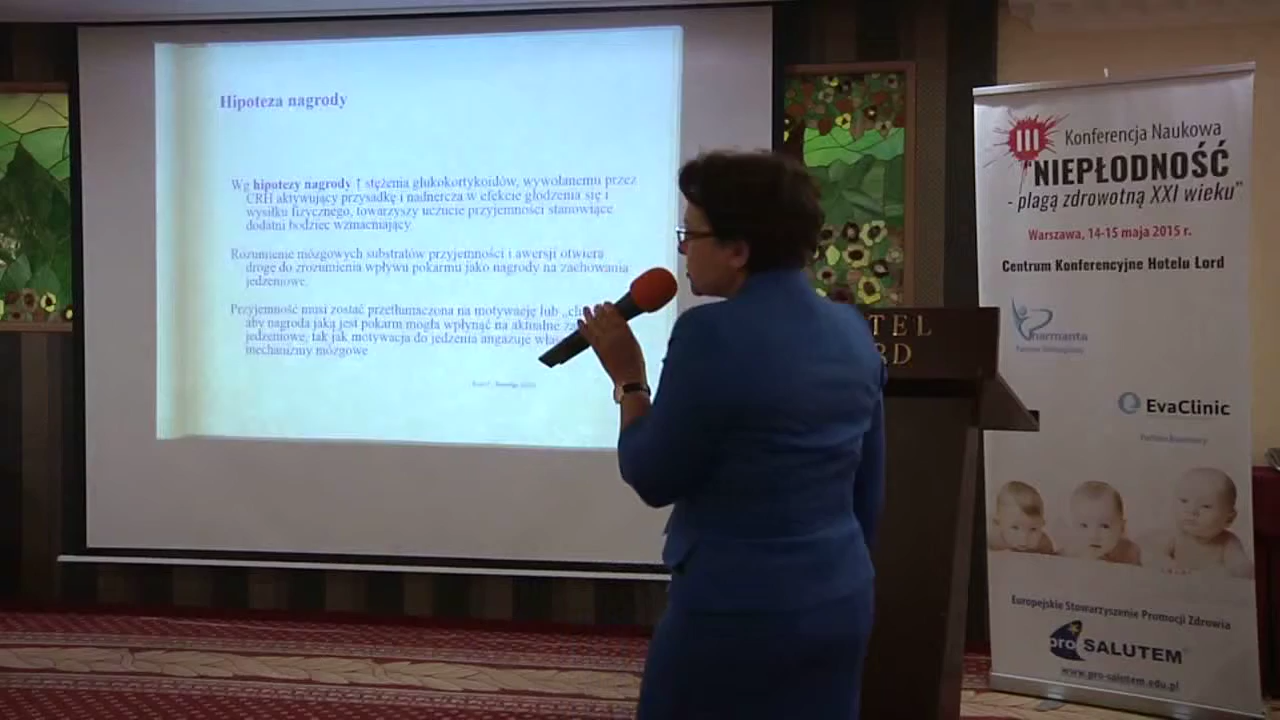 Hipoteza nagrody
Wg hipotezy nagrody ↑ stężenia glukokortykoidów, wywołanemu przez
CRH aktywujący przysadkę i nadnercza w efekcie głodzenia się i
wysiłku fizycznego, towarzyszy uczucie przyjemności stanowiące
dodatni bodziec wzmacniający.
Rozumienie mózgowych substratów przyjemności i awersji otwiera
drogę do zrozumienia wpływu pokarmu jako nagrody na zachowania
jedzeniowe.
Przyjemność musi zostać przetłumaczona na motywację lub
aby nagroda jaką jest pokarm mogła wpłynąć na aktualne
jedzeniowe, tak jak motywacja do jedzenia angażuje
mechanizmy mózgowe.
TEL
RD
III Konferencja Naukowa
"NIEPŁODNOŚĆ
- plagą zdrowotną XXI wieku"
Warszawa, 14-15 maja 2015 r.
Centrum Konferencyjne Hotelu Lord
harmanta
EvaClinic
Europejskie Stowarzyszenie Promocji Zdrowia
pro SALUTEM
www.pro-salutem.edu.pl